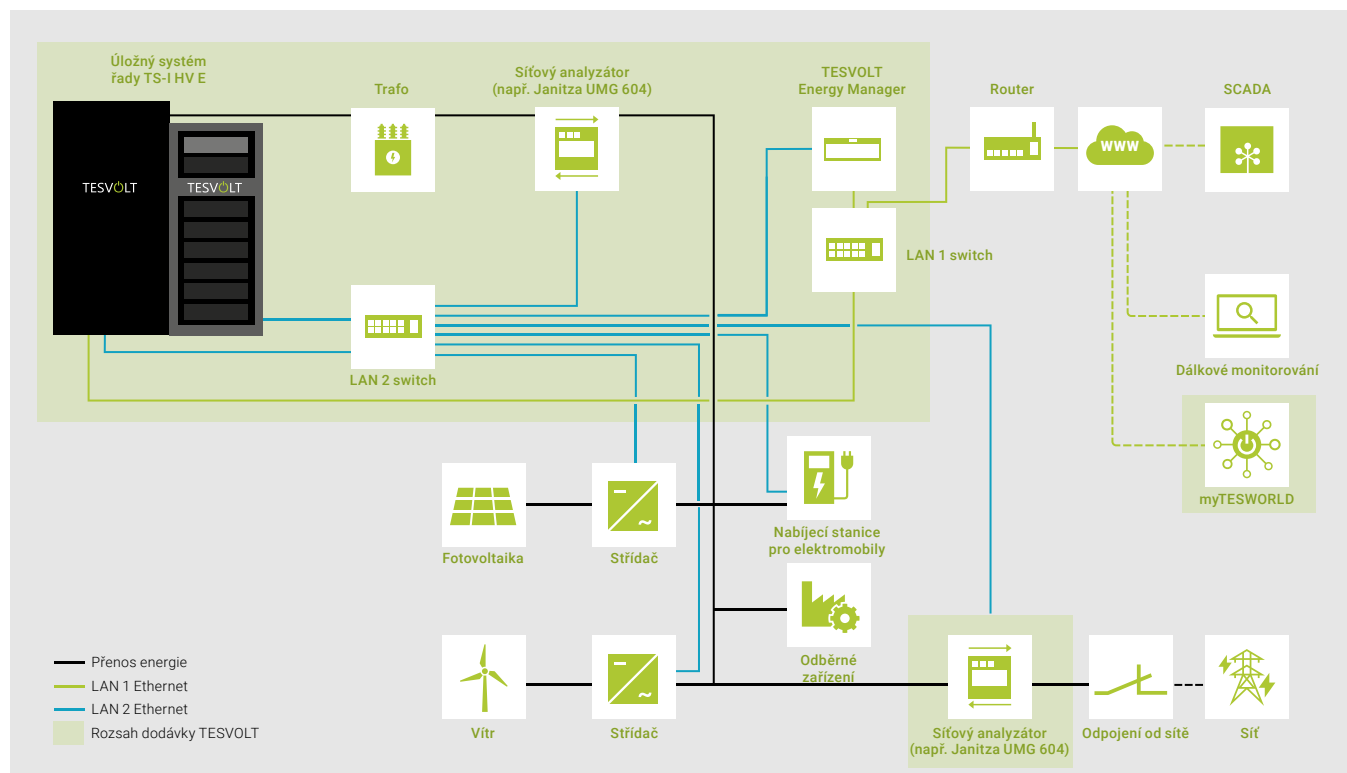 Úložný systém
řady TS-I HV E
Trafo
Síťový analyzátor
(např. Janitza UMG 604)
TESVOLT
Energy Manager
Router
SCADA
TESVOLT
TESVOLT
WWW
LAN 1 switch
LAN 2 switch
Dálkové monitorování
myTESWORLD
Nabíjecí stanice
pro elektromobily
Fotovoltaika
Střídač
Odběrné
zařízení
Vítr
Střídač
Síťový analyzátor
(např. Janitza UMG 604)
Odpojení od sítě
Síť
Přenos energie
LAN 1 Ethernet
LAN 2 Ethernet
Rozsah dodávky TESVOLT